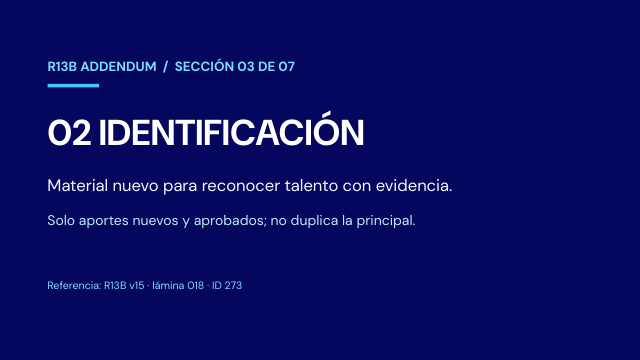 R13B ADDENDUM / SECCIÓN 03 DE 07
02 IDENTIFICACIÓN
Material nuevo para reconocer talento con evidencia.
Solo aportes nuevos y aprobados; no duplica la principal.
Referencia: R13B v15 · lámina 018 · ID 273